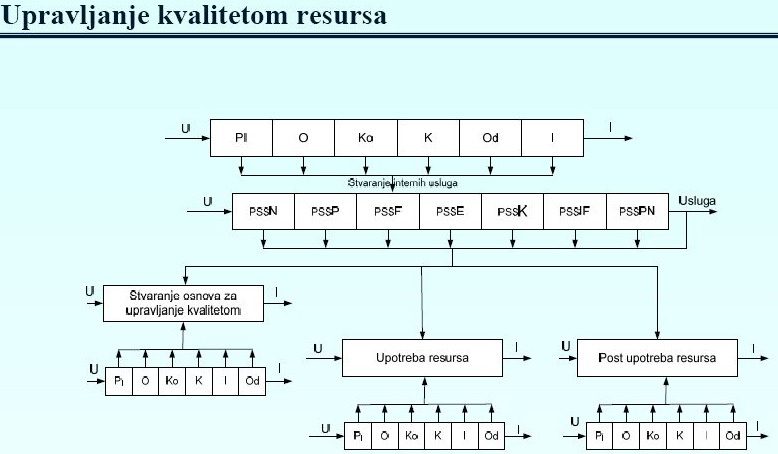 Upravljanje kvalitetom resursa
U Pl O Ko K Od I I
Stvaranje internih usluga
U PSSN PSSP PSSF PSSE PSSK PSSIF PSSPN Usluga
U Stvaranje osnova za I
upravljanje kvalitetom
U Pl O Ko K I Od I
U Upotreba resursa I
U Post upotreba resursa I
U Pl O Ko K I Od I
U Pl O Ko K I Od I